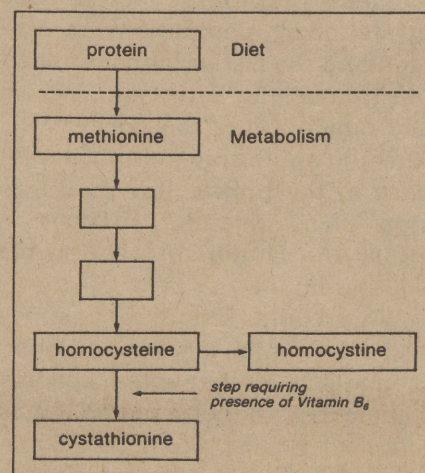 protein Diet
methionine Metabolism
homocysteine homocystine
step requiring
presence of Vitamin B₆
cystathionine